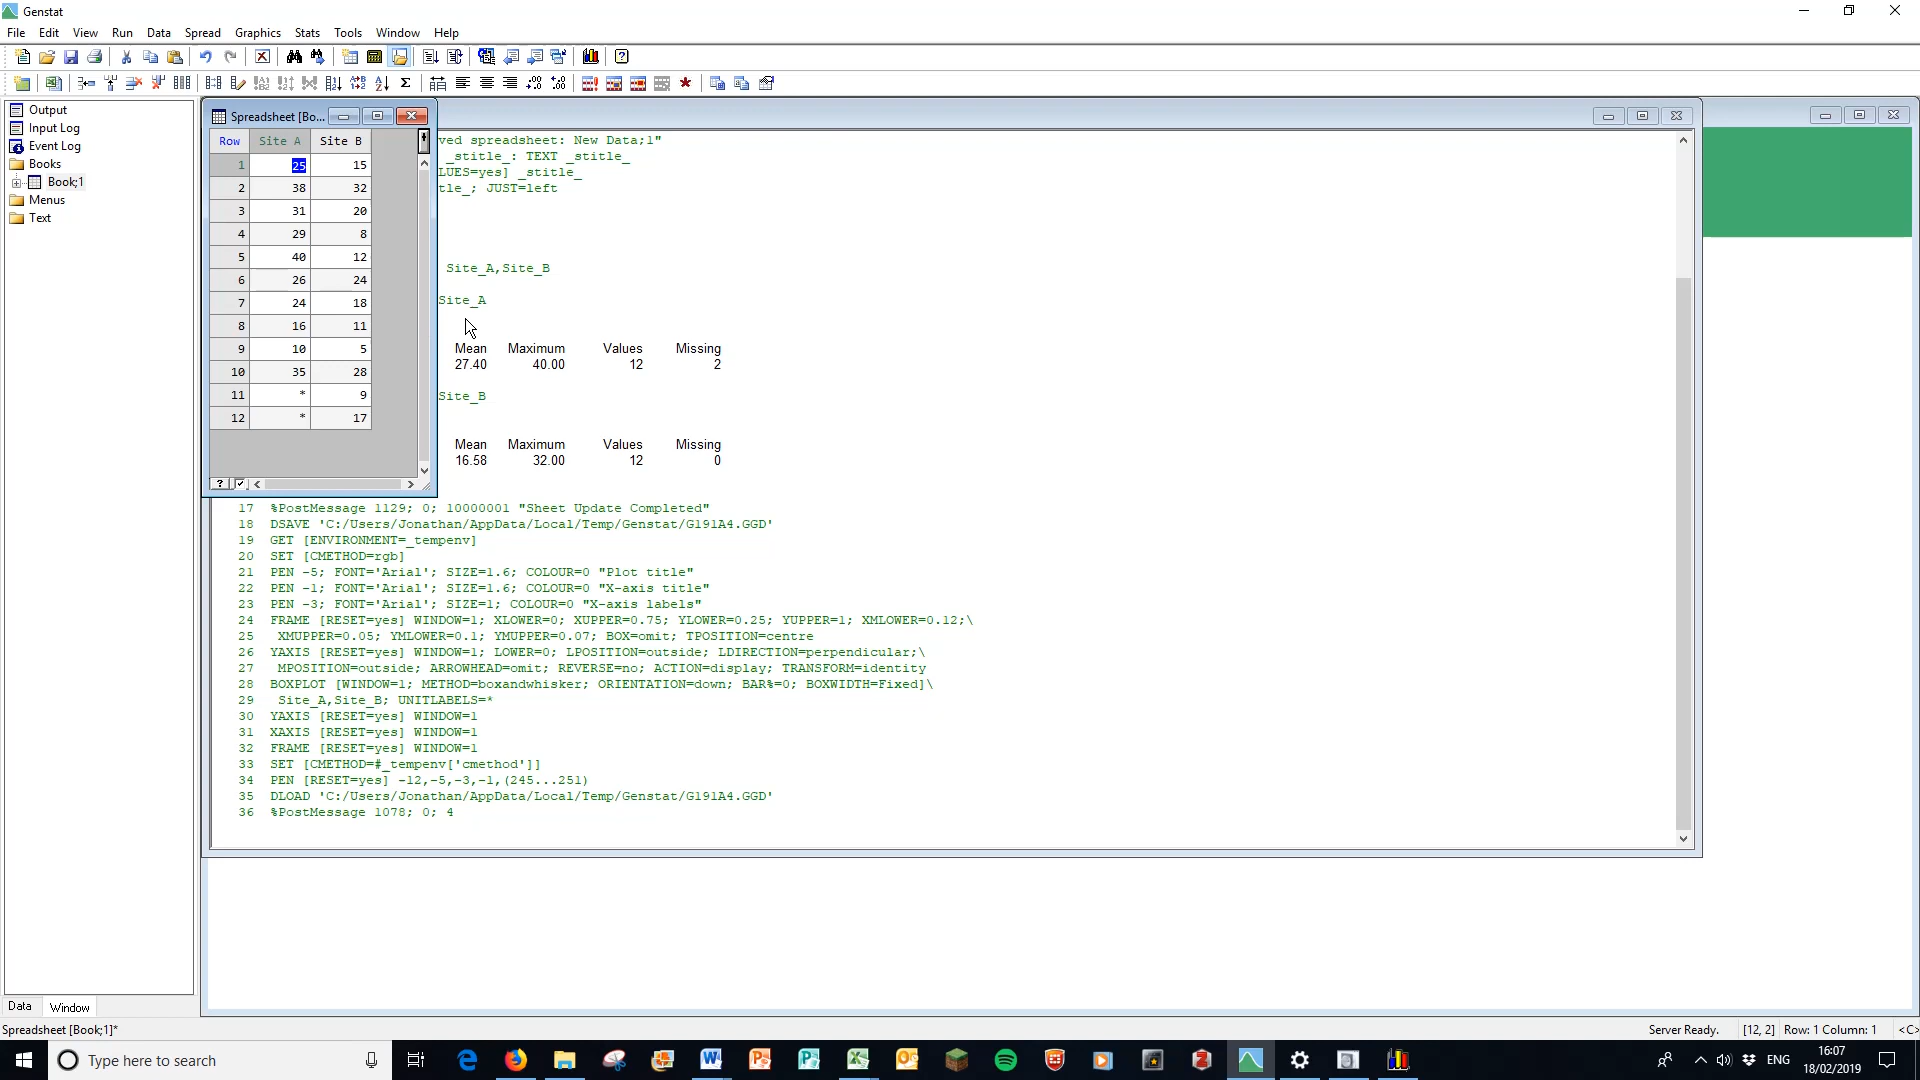 Genstat
File Edit View Run Data Spread Graphics Stats Tools Window Help
Output
Input Log
Event Log
Books
Book;1
Menus
Text
Data Window
Spreadsheet [Bo...
Row Site A Site B
1 25 15
2 38 32
3 31 20
4 29 8
5 40 12
6 26 24
7 24 18
8 16 11
9 10 5
10 35 28
11 * 9
12 * 17
ved spreadsheet: New Data;1"
_stitle_: TEXT _stitle_
LUES=yes] _stitle_
tle_; JUST=left
Site_A,Site_B
Site_A
Mean Maximum Values Missing
27.40 40.00 12 2
Site_B
Mean Maximum Values Missing
16.58 32.00 12 0
17 %PostMessage 1129; 0; 10000001 "Sheet Update Completed"
18 DSAVE 'C:/Users/Jonathan/AppData/Local/Temp/Genstat/G191A4.GGD'
19 GET [ENVIRONMENT=_tempenv]
20 SET [CMETHOD=rgb]
21 PEN -5; FONT='Arial'; SIZE=1.6; COLOUR=0 "Plot title"
22 PEN -1; FONT='Arial'; SIZE=1.6; COLOUR=0 "X-axis title"
23 PEN -3; FONT='Arial'; SIZE=1; COLOUR=0 "X-axis labels"
24 FRAME [RESET=yes] WINDOW=1; XLOWER=0; XUPPER=0.75; YLOWER=0.25; YUPPER=1; XMLOWER=0.12;\
25 XMUPPER=0.05; YMLOWER=0.1; YMUPPER=0.07; BOX=omit; TPOSITION=centre
26 YAXIS [RESET=yes] WINDOW=1; LOWER=0; LPOSITION=outside; LDIRECTION=perpendicular;\
27 MPOSITION=outside; ARROWHEAD=omit; REVERSE=no; ACTION=display; TRANSFORM=identity
28 BOXPLOT [WINDOW=1; METHOD=boxandwhisker; ORIENTATION=down; BAR%=0; BOXWIDTH=Fixed]\
29 Site_A,Site_B; UNITLABELS=*
30 YAXIS [RESET=yes] WINDOW=1
31 XAXIS [RESET=yes] WINDOW=1
32 FRAME [RESET=yes] WINDOW=1
33 SET [CMETHOD=#_tempenv['cmethod']]
34 PEN [RESET=yes] -12,-5,-3,-1,(245...251)
35 DLOAD 'C:/Users/Jonathan/AppData/Local/Temp/Genstat/G191A4.GGD'
36 %PostMessage 1078; 0; 4
Spreadsheet [Book;1]*
Server Ready. [12, 2] Row: 1 Column: 1 <C>
Type here to search
ENG
16:07
18/02/2019